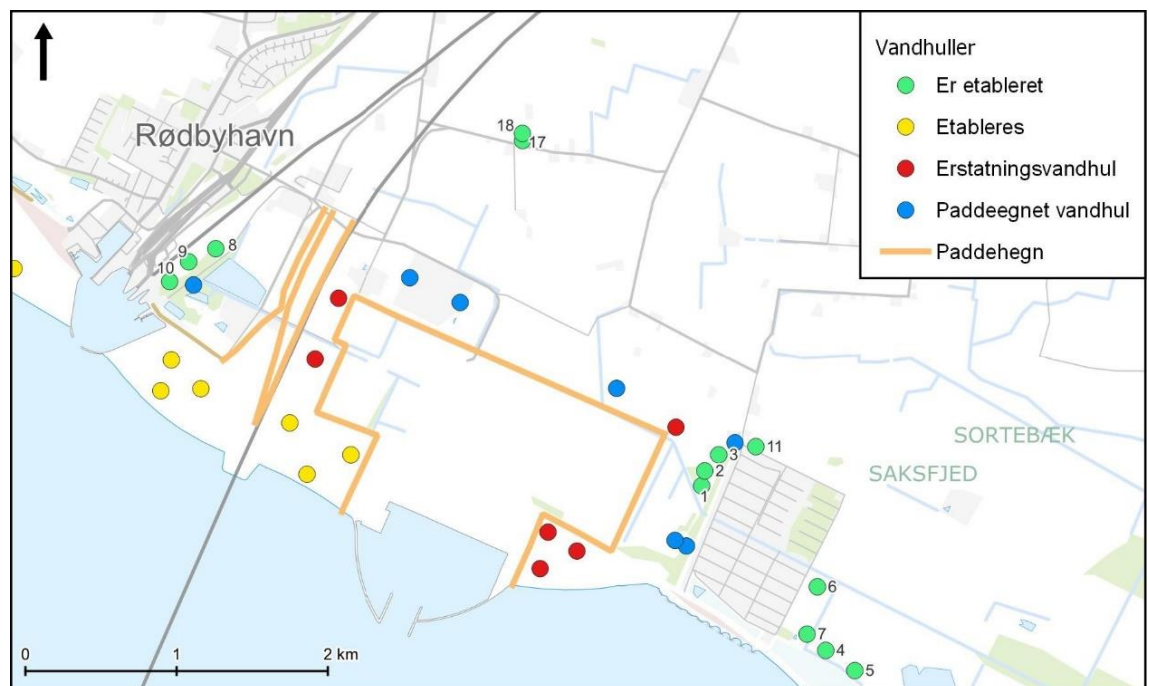 Vandhuller
Er etableret
Etableres
Erstatningsvandhul
Paddeegnet vandhul
Paddehegn
18
17
Rødbyhavn
8
9
10
11
3
2
1
SORTEBÆK
SAKSFJED
6
7
4
5
0 1 2 km